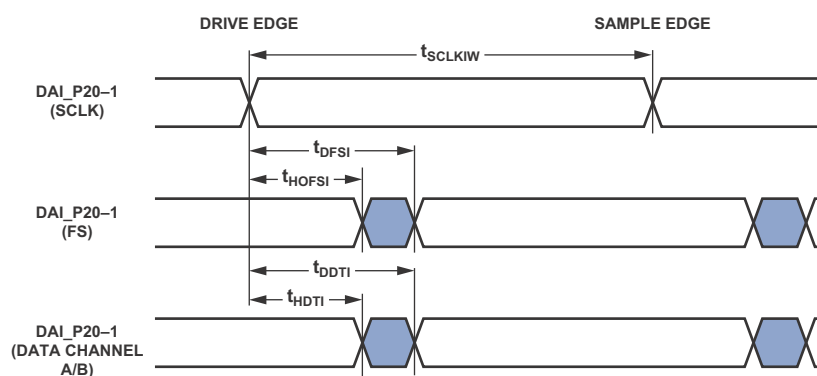 DRIVE EDGE
SAMPLE EDGE
tSCLKIW
DAI_P20–1
(SCLK)
tDFSI
tHOFSI
DAI_P20–1
(FS)
tDDTI
tHDTI
DAI_P20–1
(DATA CHANNEL
A/B)